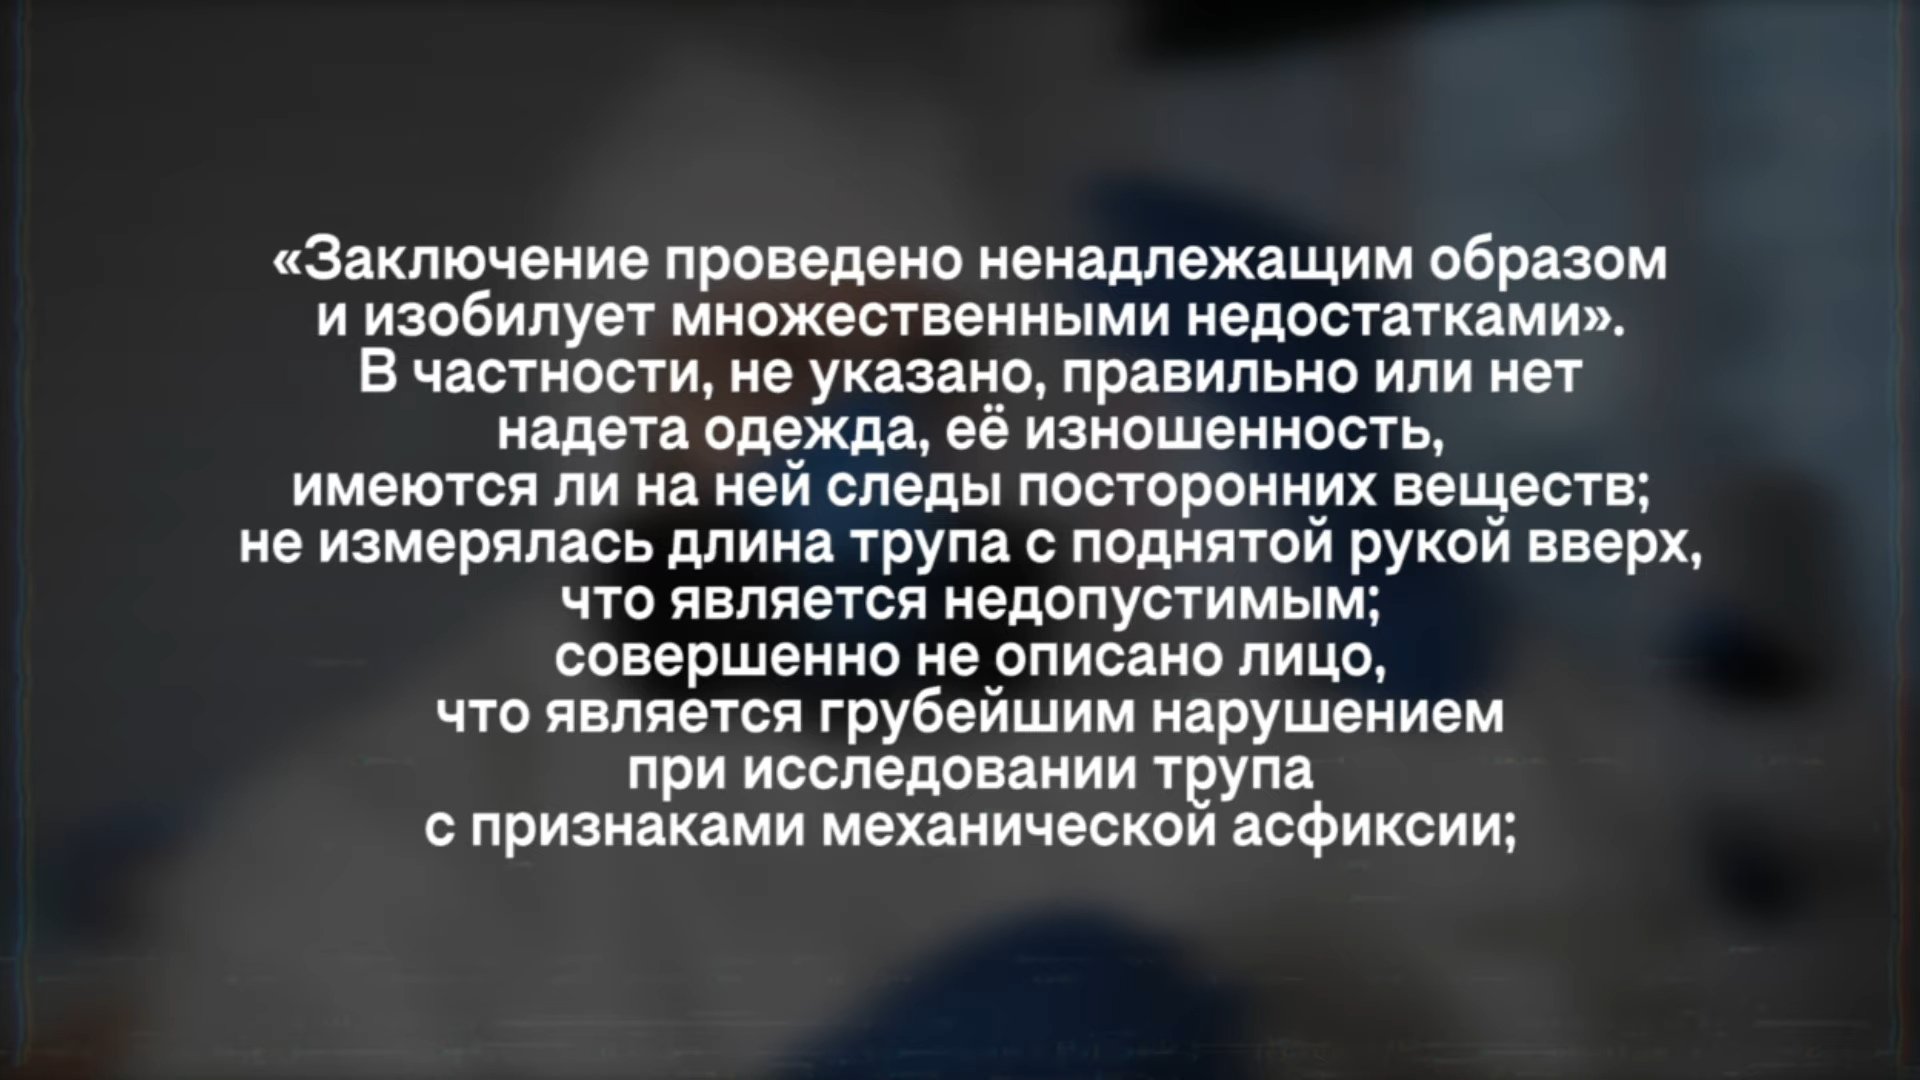 «Заключение проведено ненадлежащим образом
и изобилует множественными недостатками».
В частности, не указано, правильно или нет
надета одежда, её изношенность,
имеются ли на ней следы посторонних веществ;
не измерялась длина трупа с поднятой рукой вверх,
что является недопустимым;
совершенно не описано лицо,
что является грубейшим нарушением
при исследовании трупа
с признаками механической асфиксии;